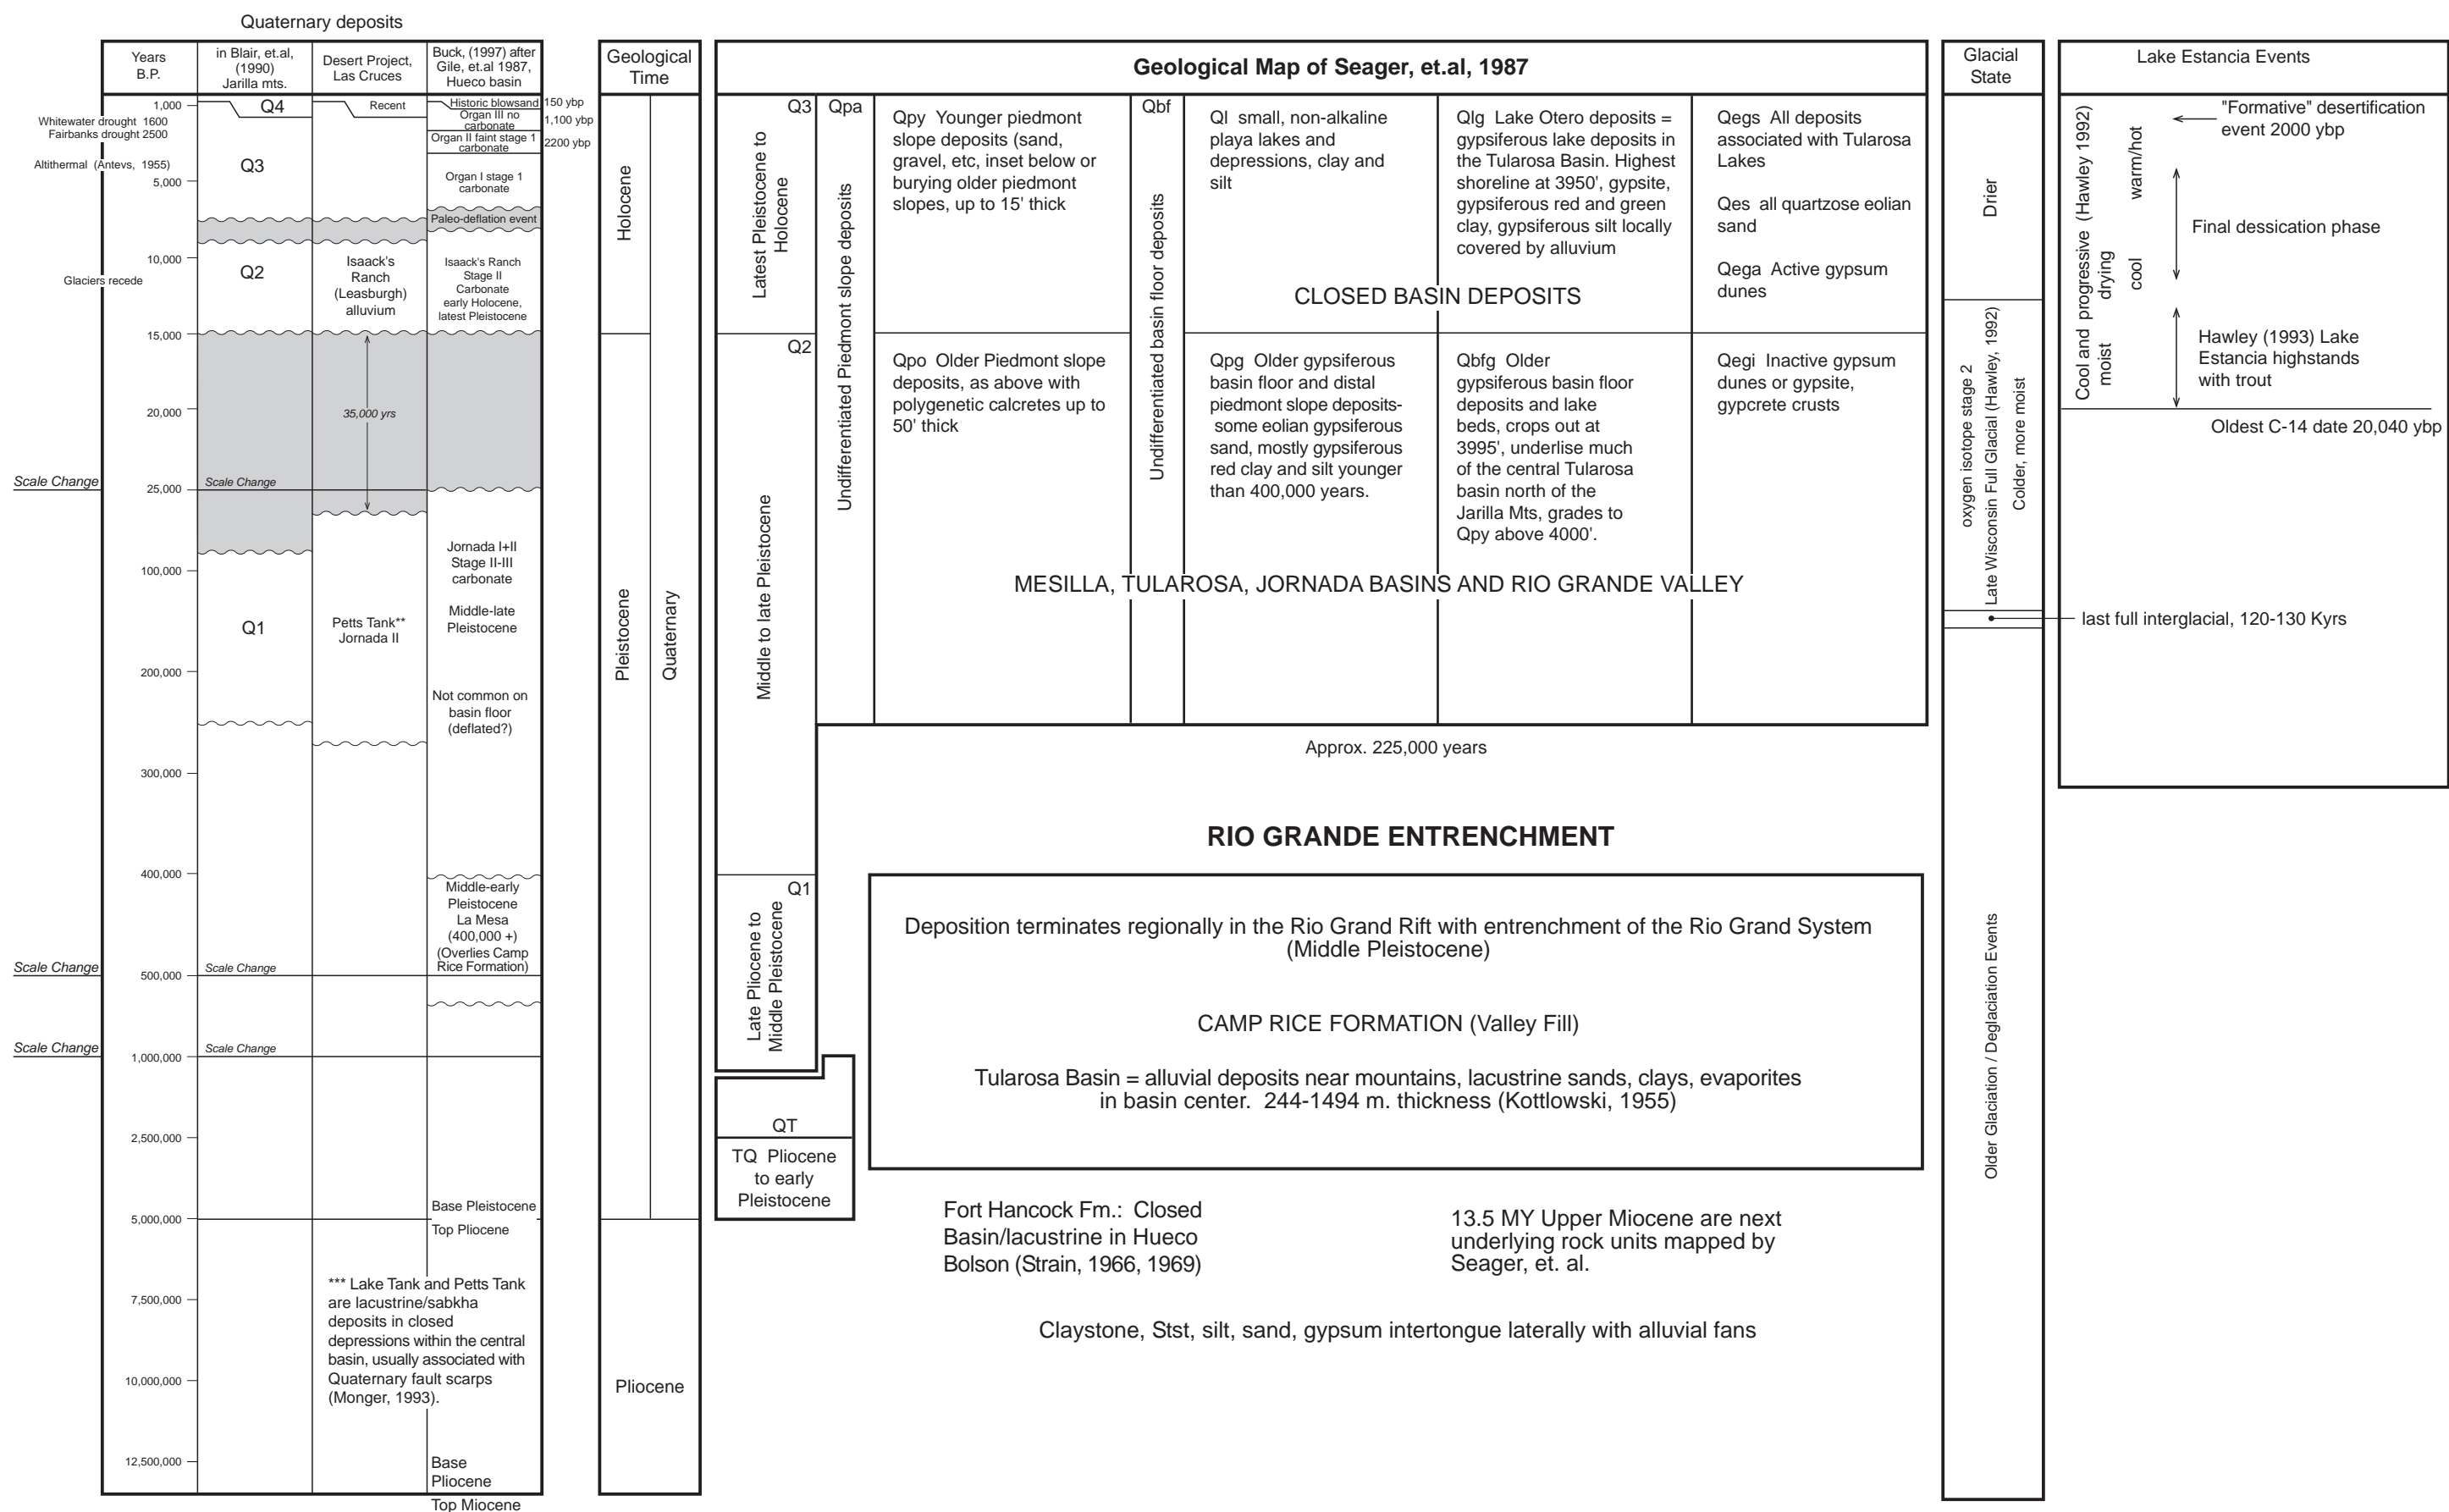 Quaternary deposits
Years
B.P.
in Blair, et.al,
(1990)
Jarilla mts.
Desert Project,
Las Cruces
Buck, (1997) after
Gile, et.al 1987,
Hueco basin
1,000
Whitewater drought 1600
Fairbanks drought 2500
Altithermal (Antevs, 1955)
5,000
10,000
Glaciers recede
15,000
20,000
Scale Change
25,000
100,000
200,000
300,000
400,000
Scale Change
500,000
Scale Change
1,000,000
2,500,000
5,000,000
7,500,000
10,000,000
12,500,000
Q4
Q3
Q2
Scale Change
Q1
Scale Change
Scale Change
Recent
Isaack's
Ranch
(Leasburgh)
alluvium
35,000 yrs
Petts Tank**
Jornada II
*** Lake Tank and Petts Tank
are lacustrine/sabkha
deposits in closed
depressions within the central
basin, usually associated with
Quaternary fault scarps
(Monger, 1993).
Historic blowsand
150 ybp
Organ III no
carbonate
1,100 ybp
Organ II faint stage 1
carbonate
2200 ybp
Organ I stage 1
carbonate
Paleo-deflation event
Isaack's Ranch
Stage II
Carbonate
early Holocene,
latest Pleistocene
Jornada I+II
Stage II-III
carbonate
Middle-late
Pleistocene
Not common on
basin floor
(deflated?)
Middle-early
Pleistocene
La Mesa
(400,000 +)
(Overlies Camp
Rice Formation)
Base Pleistocene
Top Pliocene
Base
Pliocene
Top Miocene
Geological
Time
Holocene
Pleistocene
Quaternary
Pliocene
Geological Map of Seager, et.al, 1987
Q3
Latest Pleistocene to
Holocene
Q2
Middle to late Pleistocene
Q1
Late Pliocene to
Middle Pleistocene
QT
TQ Pliocene
to early
Pleistocene
Qpa
Undifferentiated Piedmont slope deposits
Qpy Younger piedmont
slope deposits (sand,
gravel, etc, inset below or
burying older piedmont
slopes, up to 15' thick
Qbf
Undifferentiated basin floor deposits
Ql small, non-alkaline
playa lakes and
depressions, clay and
silt
Qlg Lake Otero deposits =
gypsiferous lake deposits in
the Tularosa Basin. Highest
shoreline at 3950', gypsite,
gypsiferous red and green
clay, gypsiferous silt locally
covered by alluvium
Qegs All deposits
associated with Tularosa
Lakes
Qes all quartzose eolian
sand
Qega Active gypsum
dunes
CLOSED BASIN DEPOSITS
Qpo Older Piedmont slope
deposits, as above with
polygenetic calcretes up to
50' thick
Qpg Older gypsiferous
basin floor and distal
piedmont slope deposits-
some eolian gypsiferous
sand, mostly gypsiferous
red clay and silt younger
than 400,000 years.
Qbfg Older
gypsiferous basin floor
deposits and lake
beds, crops out at
3995', underlise much
of the central Tularosa
basin north of the
Jarilla Mts, grades to
Qpy above 4000'.
Qegi Inactive gypsum
dunes or gypsite,
gypcrete crusts
MESILLA, TULAROSA, JORNADA BASINS AND RIO GRANDE VALLEY
Approx. 225,000 years
RIO GRANDE ENTRENCHMENT
Deposition terminates regionally in the Rio Grand Rift with entrenchment of the Rio Grand System
(Middle Pleistocene)
CAMP RICE FORMATION (Valley Fill)
Tularosa Basin = alluvial deposits near mountains, lacustrine sands, clays, evaporites
in basin center. 244-1494 m. thickness (Kottlowski, 1955)
Fort Hancock Fm.: Closed
Basin/lacustrine in Hueco
Bolson (Strain, 1966, 1969)
13.5 MY Upper Miocene are next
underlying rock units mapped by
Seager, et. al.
Claystone, Stst, silt, sand, gypsum intertongue laterally with alluvial fans
Glacial
State
Drier
oxygen isotope stage 2
Late Wisconsin Full Glacial (Hawley, 1992)
Colder, more moist
Older Glaciation / Deglaciation Events
Lake Estancia Events
Cool and progressive (Hawley 1992)
moist
drying
cool
warm/hot
"Formative" desertification
event 2000 ybp
Final dessication phase
Hawley (1993) Lake
Estancia highstands
with trout
Oldest C-14 date 20,040 ybp
last full interglacial, 120-130 Kyrs